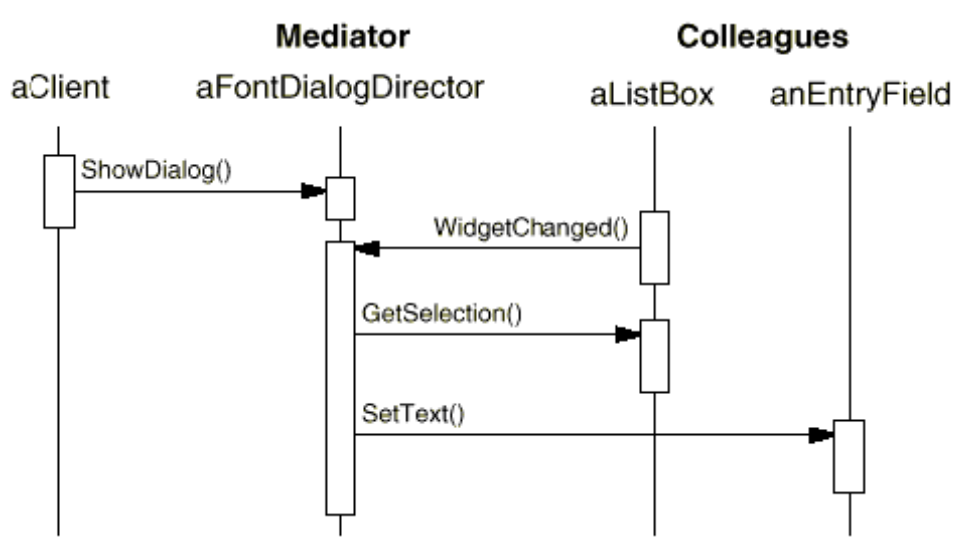 Mediator
Colleagues
aClient
aFontDialogDirector
aListBox
anEntryField
ShowDialog()
WidgetChanged()
GetSelection()
SetText()